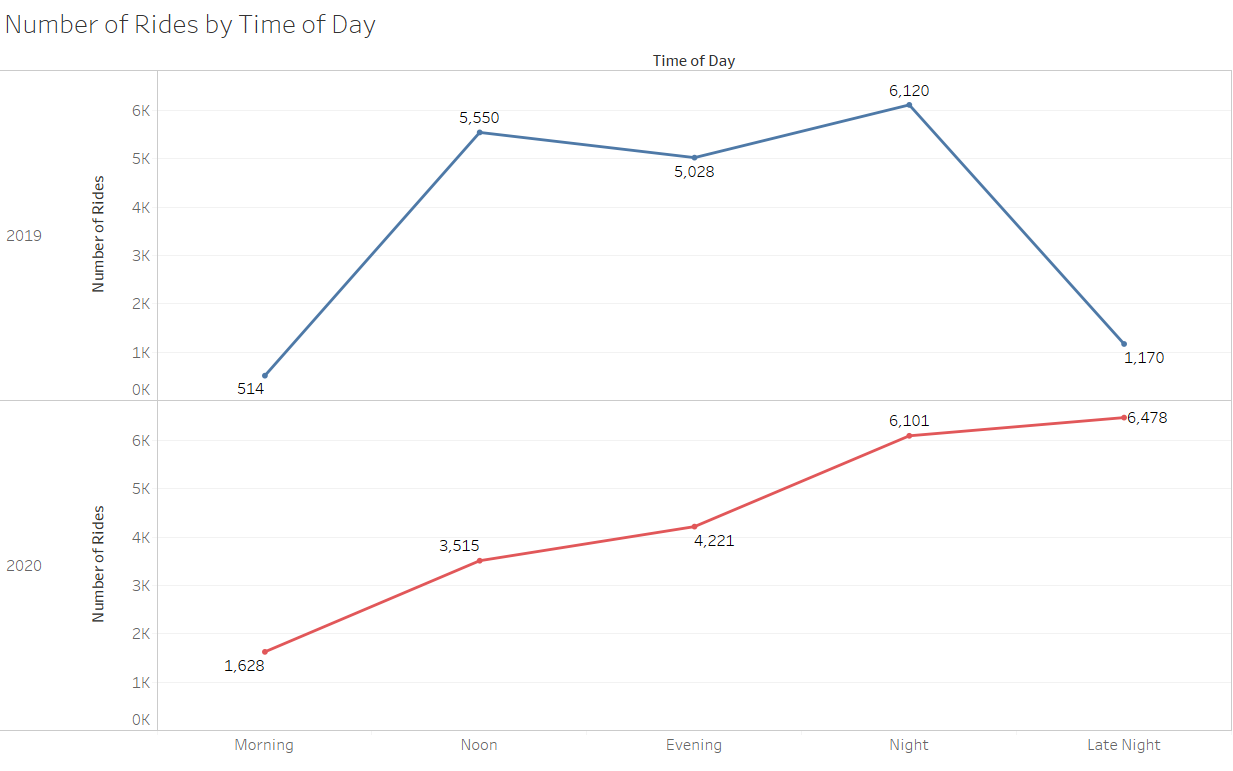 Number of Rides by Time of Day
Time of Day
2019
Number of Rides
6K
5K
4K
3K
2K
1K
0K
514
5,550
5,028
6,120
1,170
2020
Number of Rides
6K
5K
4K
3K
2K
1K
0K
1,628
3,515
4,221
6,101
6,478
Morning
Noon
Evening
Night
Late Night